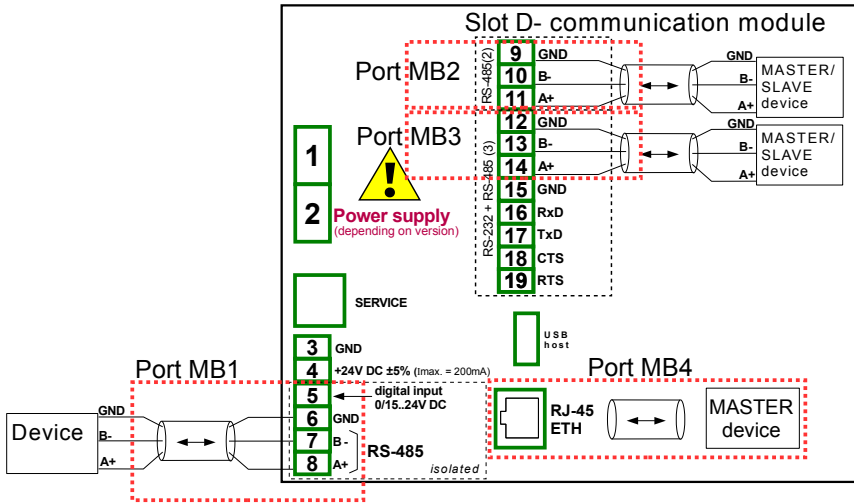 Slot D- communication module
Port MB2
RS-485(2)
9 GND
10 B-
11 A+
GND
B-
A+
MASTER/
SLAVE
device
Port MB3
RS-232 + RS-485 (3)
12 GND
13 B-
14 A+
15 GND
16 RxD
17 TxD
18 CTS
19 RTS
GND
B-
A+
MASTER/
SLAVE
device
1
2
!
Power supply
(depending on version)
SERVICE
USB
host
3 GND
4 +24V DC ±5% (Imax. = 200mA)
5 digital input
0/15..24V DC
6 GND
7 B -
8 A+
RS-485
isolated
Port MB1
Device
GND
B-
A+
Port MB4
RJ-45
ETH
MASTER
device